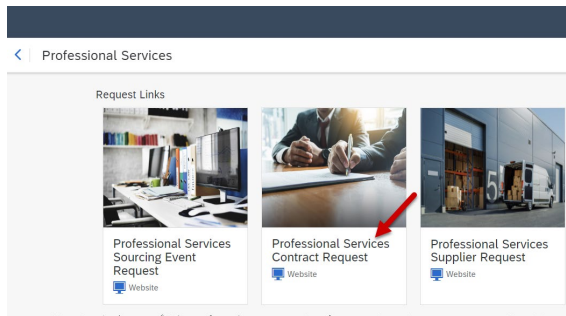 Professional Services
Request Links
Professional Services
Sourcing Event
Request
Website
Professional Services
Contract Request
Website
Professional Services
Supplier Request
Website
5